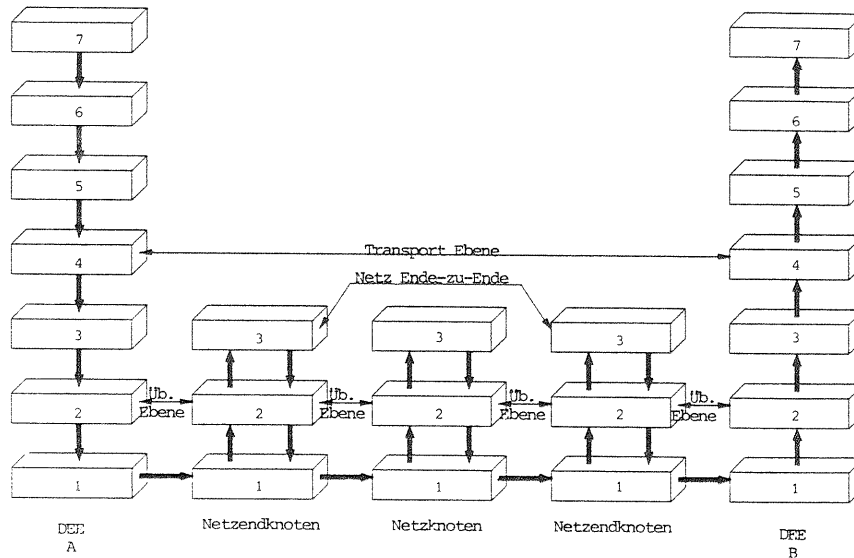 7 7
6 6
5 5
Transport Ebene
4 4
Netz Ende-zu-Ende
3 3 3 3 3
Üb. Üb. Üb. Üb.
Ebene Ebene Ebene Ebene
2 2 2 2 2
1 1 1 1 1
DEE Netzendknoten Netzknoten Netzendknoten DEE
A B